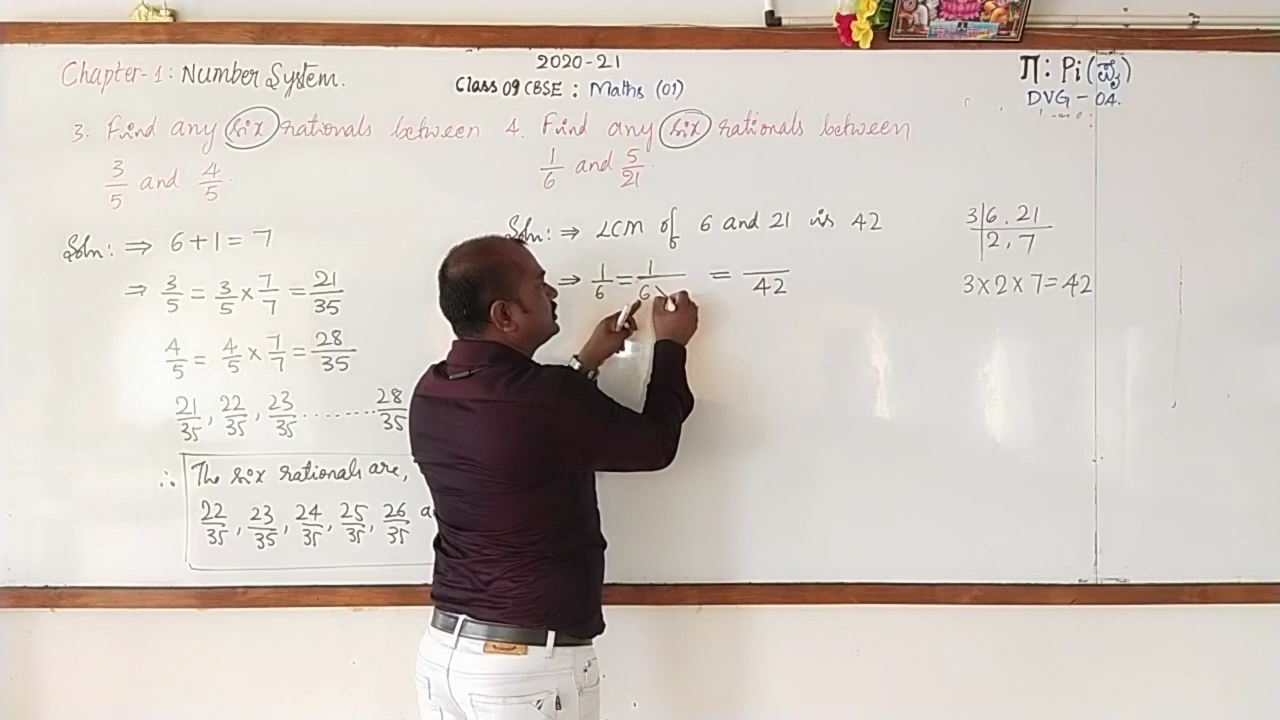 2020-21
Chapter-1: Number System.
Class 09 CBSE : Maths (01)
π: Pi (ಪೈ)
DVG - 04.
3. Find any six rationals between
3/5 and 4/5.
Soln: ⇒ 6+1 = 7
⇒ 3/5 = 3/5 × 7/7 = 21/35
4/5 = 4/5 × 7/7 = 28/35
21/35, 22/35, 23/35 ........ 28/35
∴ The six rationals are,
22/35, 23/35, 24/35, 25/35, 26/35 a
4. Find any six rationals between
1/6 and 5/21.
Soln: ⇒ LCM of 6 and 21 is 42
⇒ 1/6 = 1/6× = /42
3|6, 21
2, 7
3×2×7=42